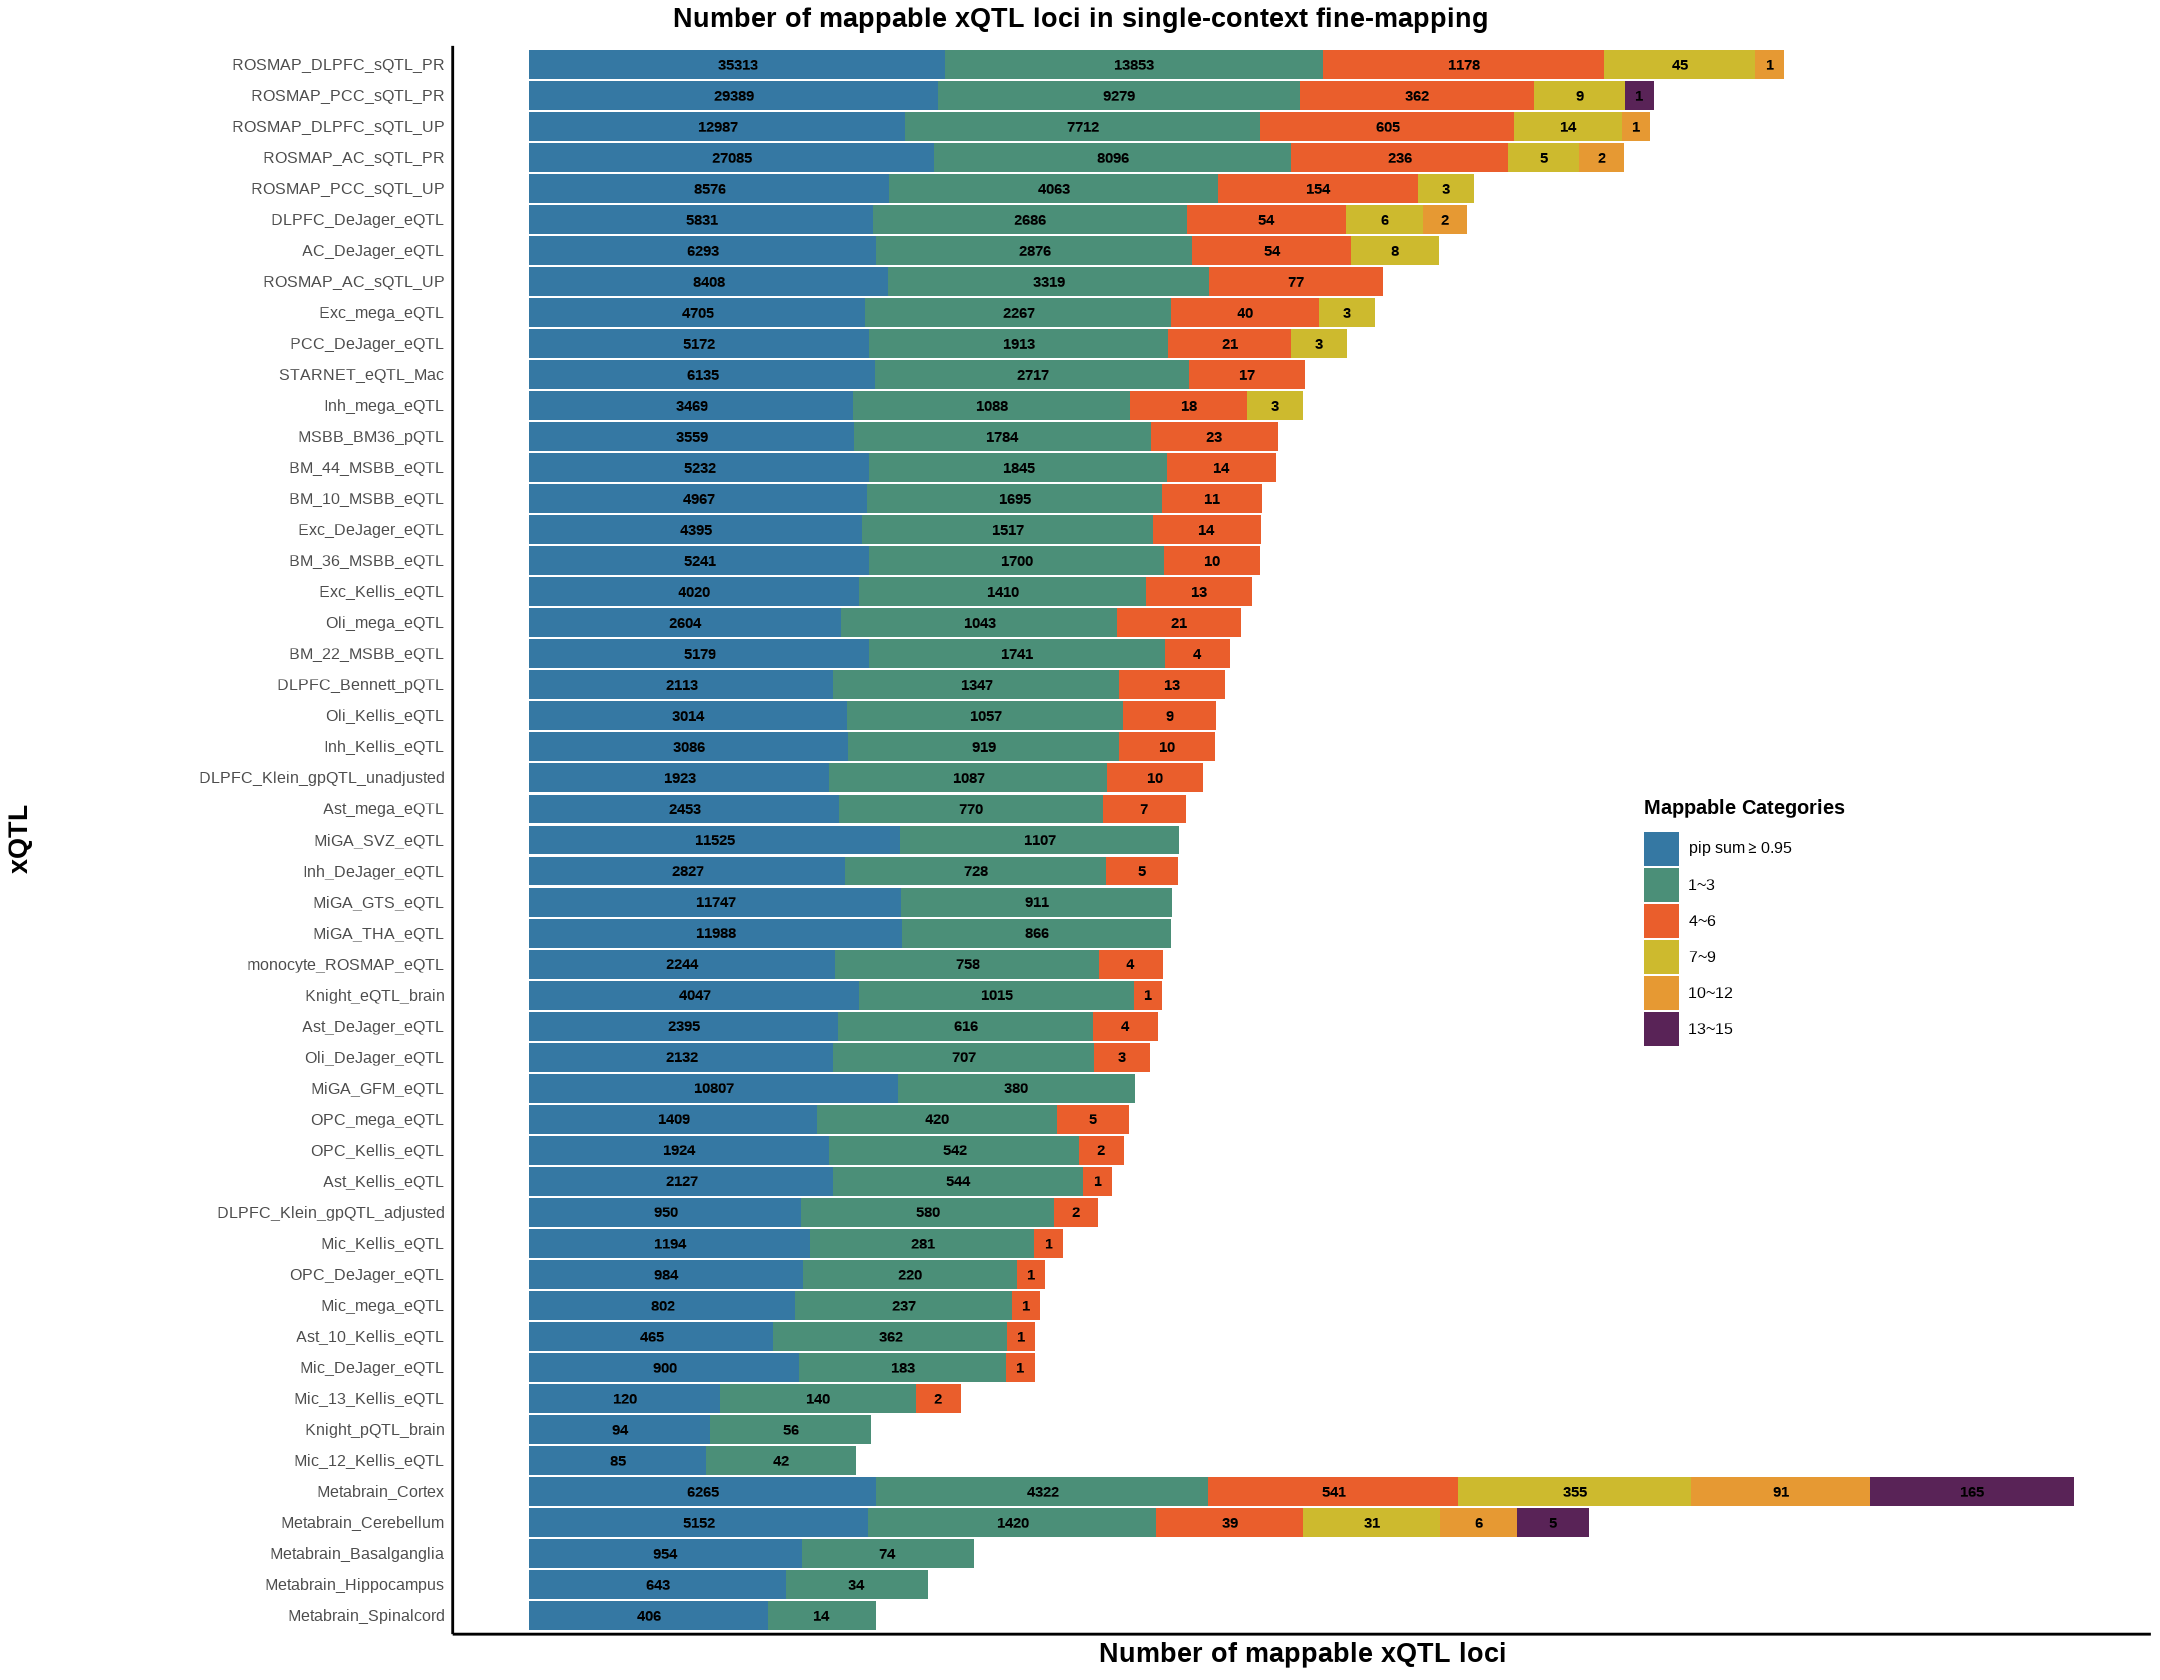 Number of mappable xQTL loci in single-context fine-mapping
ROSMAP_DLPFC_sQTL_PR 35313 13853 1178 45 1
ROSMAP_PCC_sQTL_PR 29389 9279 362 9 1
ROSMAP_DLPFC_sQTL_UP 12987 7712 605 14 1
ROSMAP_AC_sQTL_PR 27085 8096 236 5 2
ROSMAP_PCC_sQTL_UP 8576 4063 154 3
DLPFC_DeJager_eQTL 5831 2686 54 6 2
AC_DeJager_eQTL 6293 2876 54 8
ROSMAP_AC_sQTL_UP 8408 3319 77
Exc_mega_eQTL 4705 2267 40 3
PCC_DeJager_eQTL 5172 1913 21 3
STARNET_eQTL_Mac 6135 2717 17
Inh_mega_eQTL 3469 1088 18 3
MSBB_BM36_pQTL 3559 1784 23
BM_44_MSBB_eQTL 5232 1845 14
BM_10_MSBB_eQTL 4967 1695 11
Exc_DeJager_eQTL 4395 1517 14
BM_36_MSBB_eQTL 5241 1700 10
Exc_Kellis_eQTL 4020 1410 13
Oli_mega_eQTL 2604 1043 21
BM_22_MSBB_eQTL 5179 1741 4
DLPFC_Bennett_pQTL 2113 1347 13
Oli_Kellis_eQTL 3014 1057 9
Inh_Kellis_eQTL 3086 919 10
DLPFC_Klein_gpQTL_unadjusted 1923 1087 10
Ast_mega_eQTL 2453 770 7
MiGA_SVZ_eQTL 11525 1107
Inh_DeJager_eQTL 2827 728 5
MiGA_GTS_eQTL 11747 911
MiGA_THA_eQTL 11988 866
monocyte_ROSMAP_eQTL 2244 758 4
Knight_eQTL_brain 4047 1015 1
Ast_DeJager_eQTL 2395 616 4
Oli_DeJager_eQTL 2132 707 3
MiGA_GFM_eQTL 10807 380
OPC_mega_eQTL 1409 420 5
OPC_Kellis_eQTL 1924 542 2
Ast_Kellis_eQTL 2127 544 1
DLPFC_Klein_gpQTL_adjusted 950 580 2
Mic_Kellis_eQTL 1194 281 1
OPC_DeJager_eQTL 984 220 1
Mic_mega_eQTL 802 237 1
Ast_10_Kellis_eQTL 465 362 1
Mic_DeJager_eQTL 900 183 1
Mic_13_Kellis_eQTL 120 140 2
Knight_pQTL_brain 94 56
Mic_12_Kellis_eQTL 85 42
Metabrain_Cortex 6265 4322 541 355 91 165
Metabrain_Cerebellum 5152 1420 39 31 6 5
Metabrain_Basalganglia 954 74
Metabrain_Hippocampus 643 34
Metabrain_Spinalcord 406 14
xQTL
Number of mappable xQTL loci
Mappable Categories
pip sum ≥ 0.95
1~3
4~6
7~9
10~12
13~15